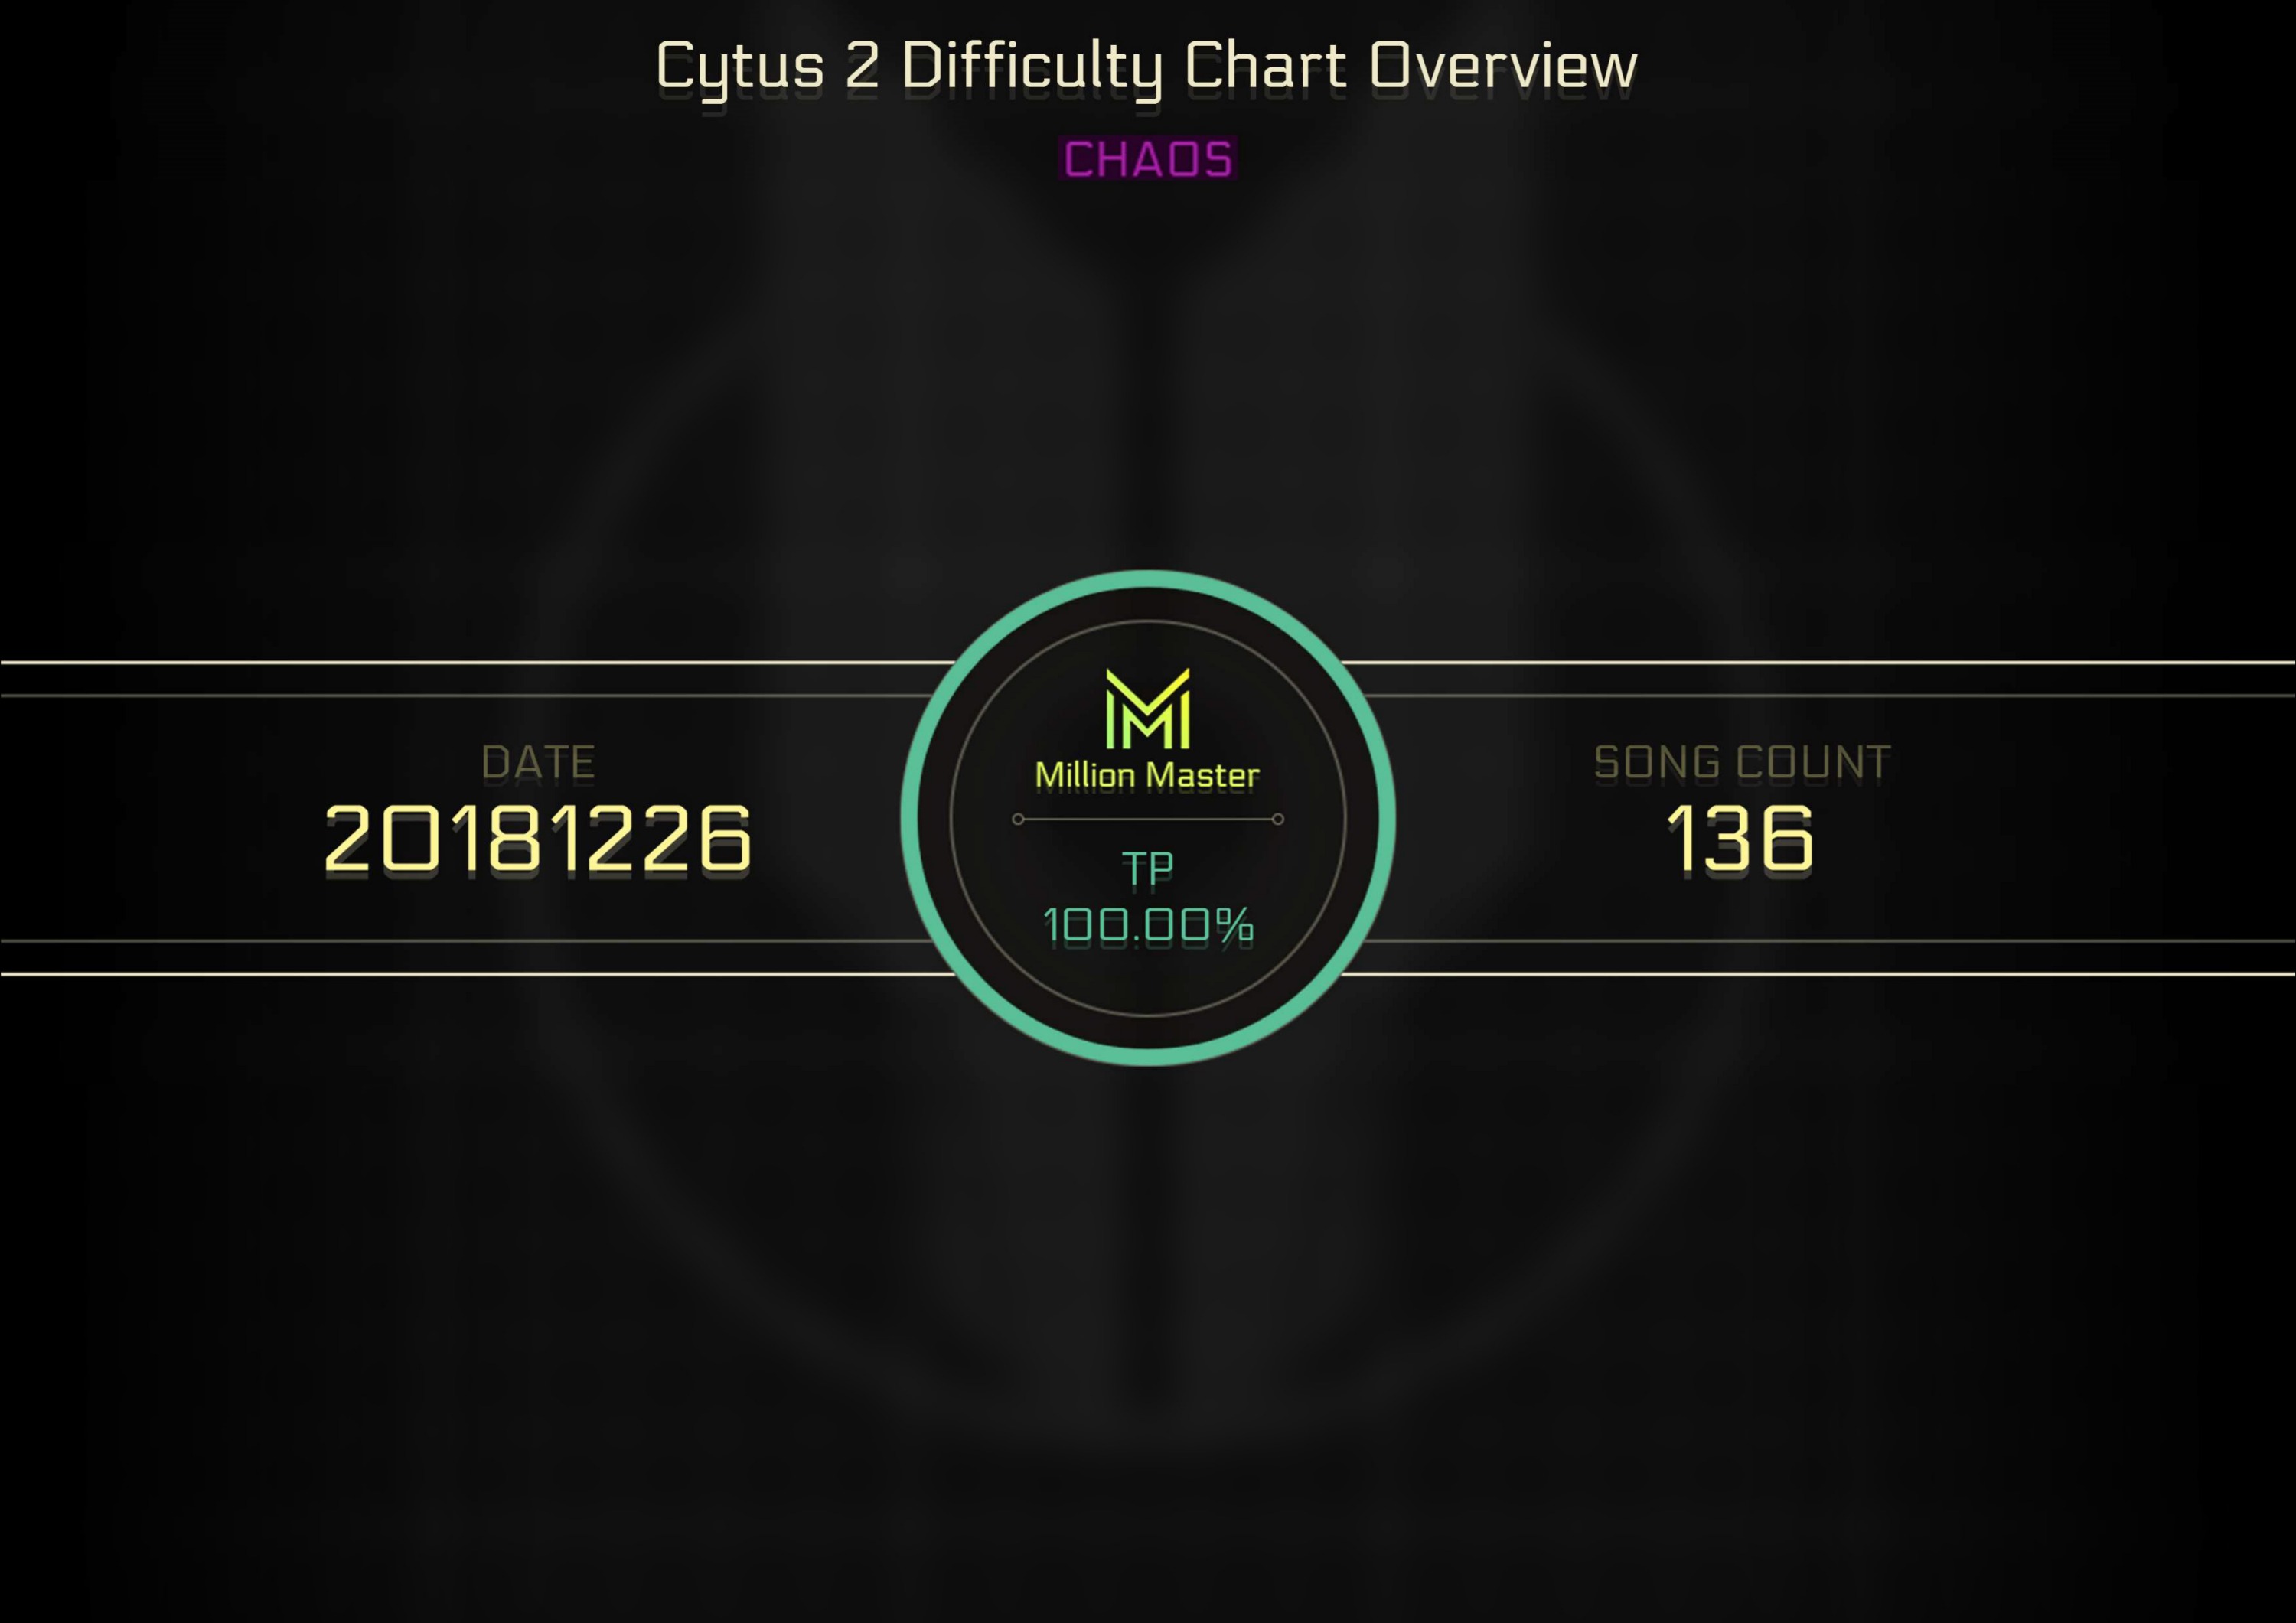 Cytus 2 Difficulty Chart Overview
CHAOS
DATE
20181226
Million Master
TP
100.00%
SONG COUNT
136